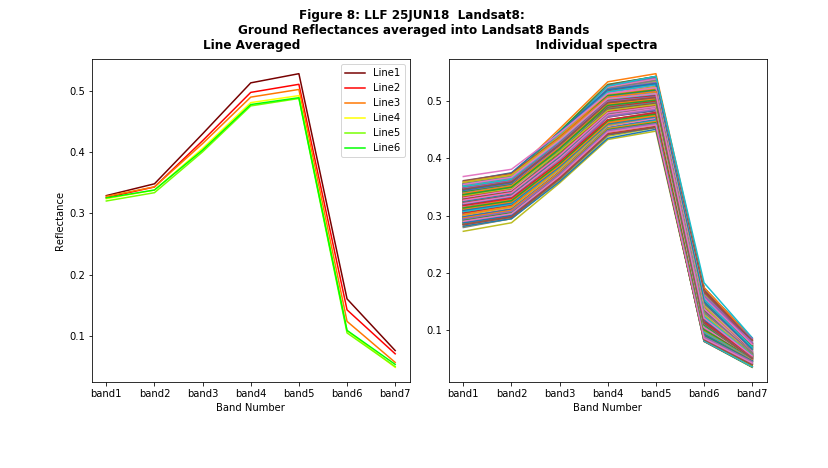 Figure 8: LLF 25JUN18  Landsat8:
Ground Reflectances averaged into Landsat8 Bands
Line Averaged
Individual spectra
Reflectance
0.5
0.4
0.3
0.2
0.1
Line1
Line2
Line3
Line4
Line5
Line6
band1 band2 band3 band4 band5 band6 band7
Band Number
0.5
0.4
0.3
0.2
0.1
band1 band2 band3 band4 band5 band6 band7
Band Number